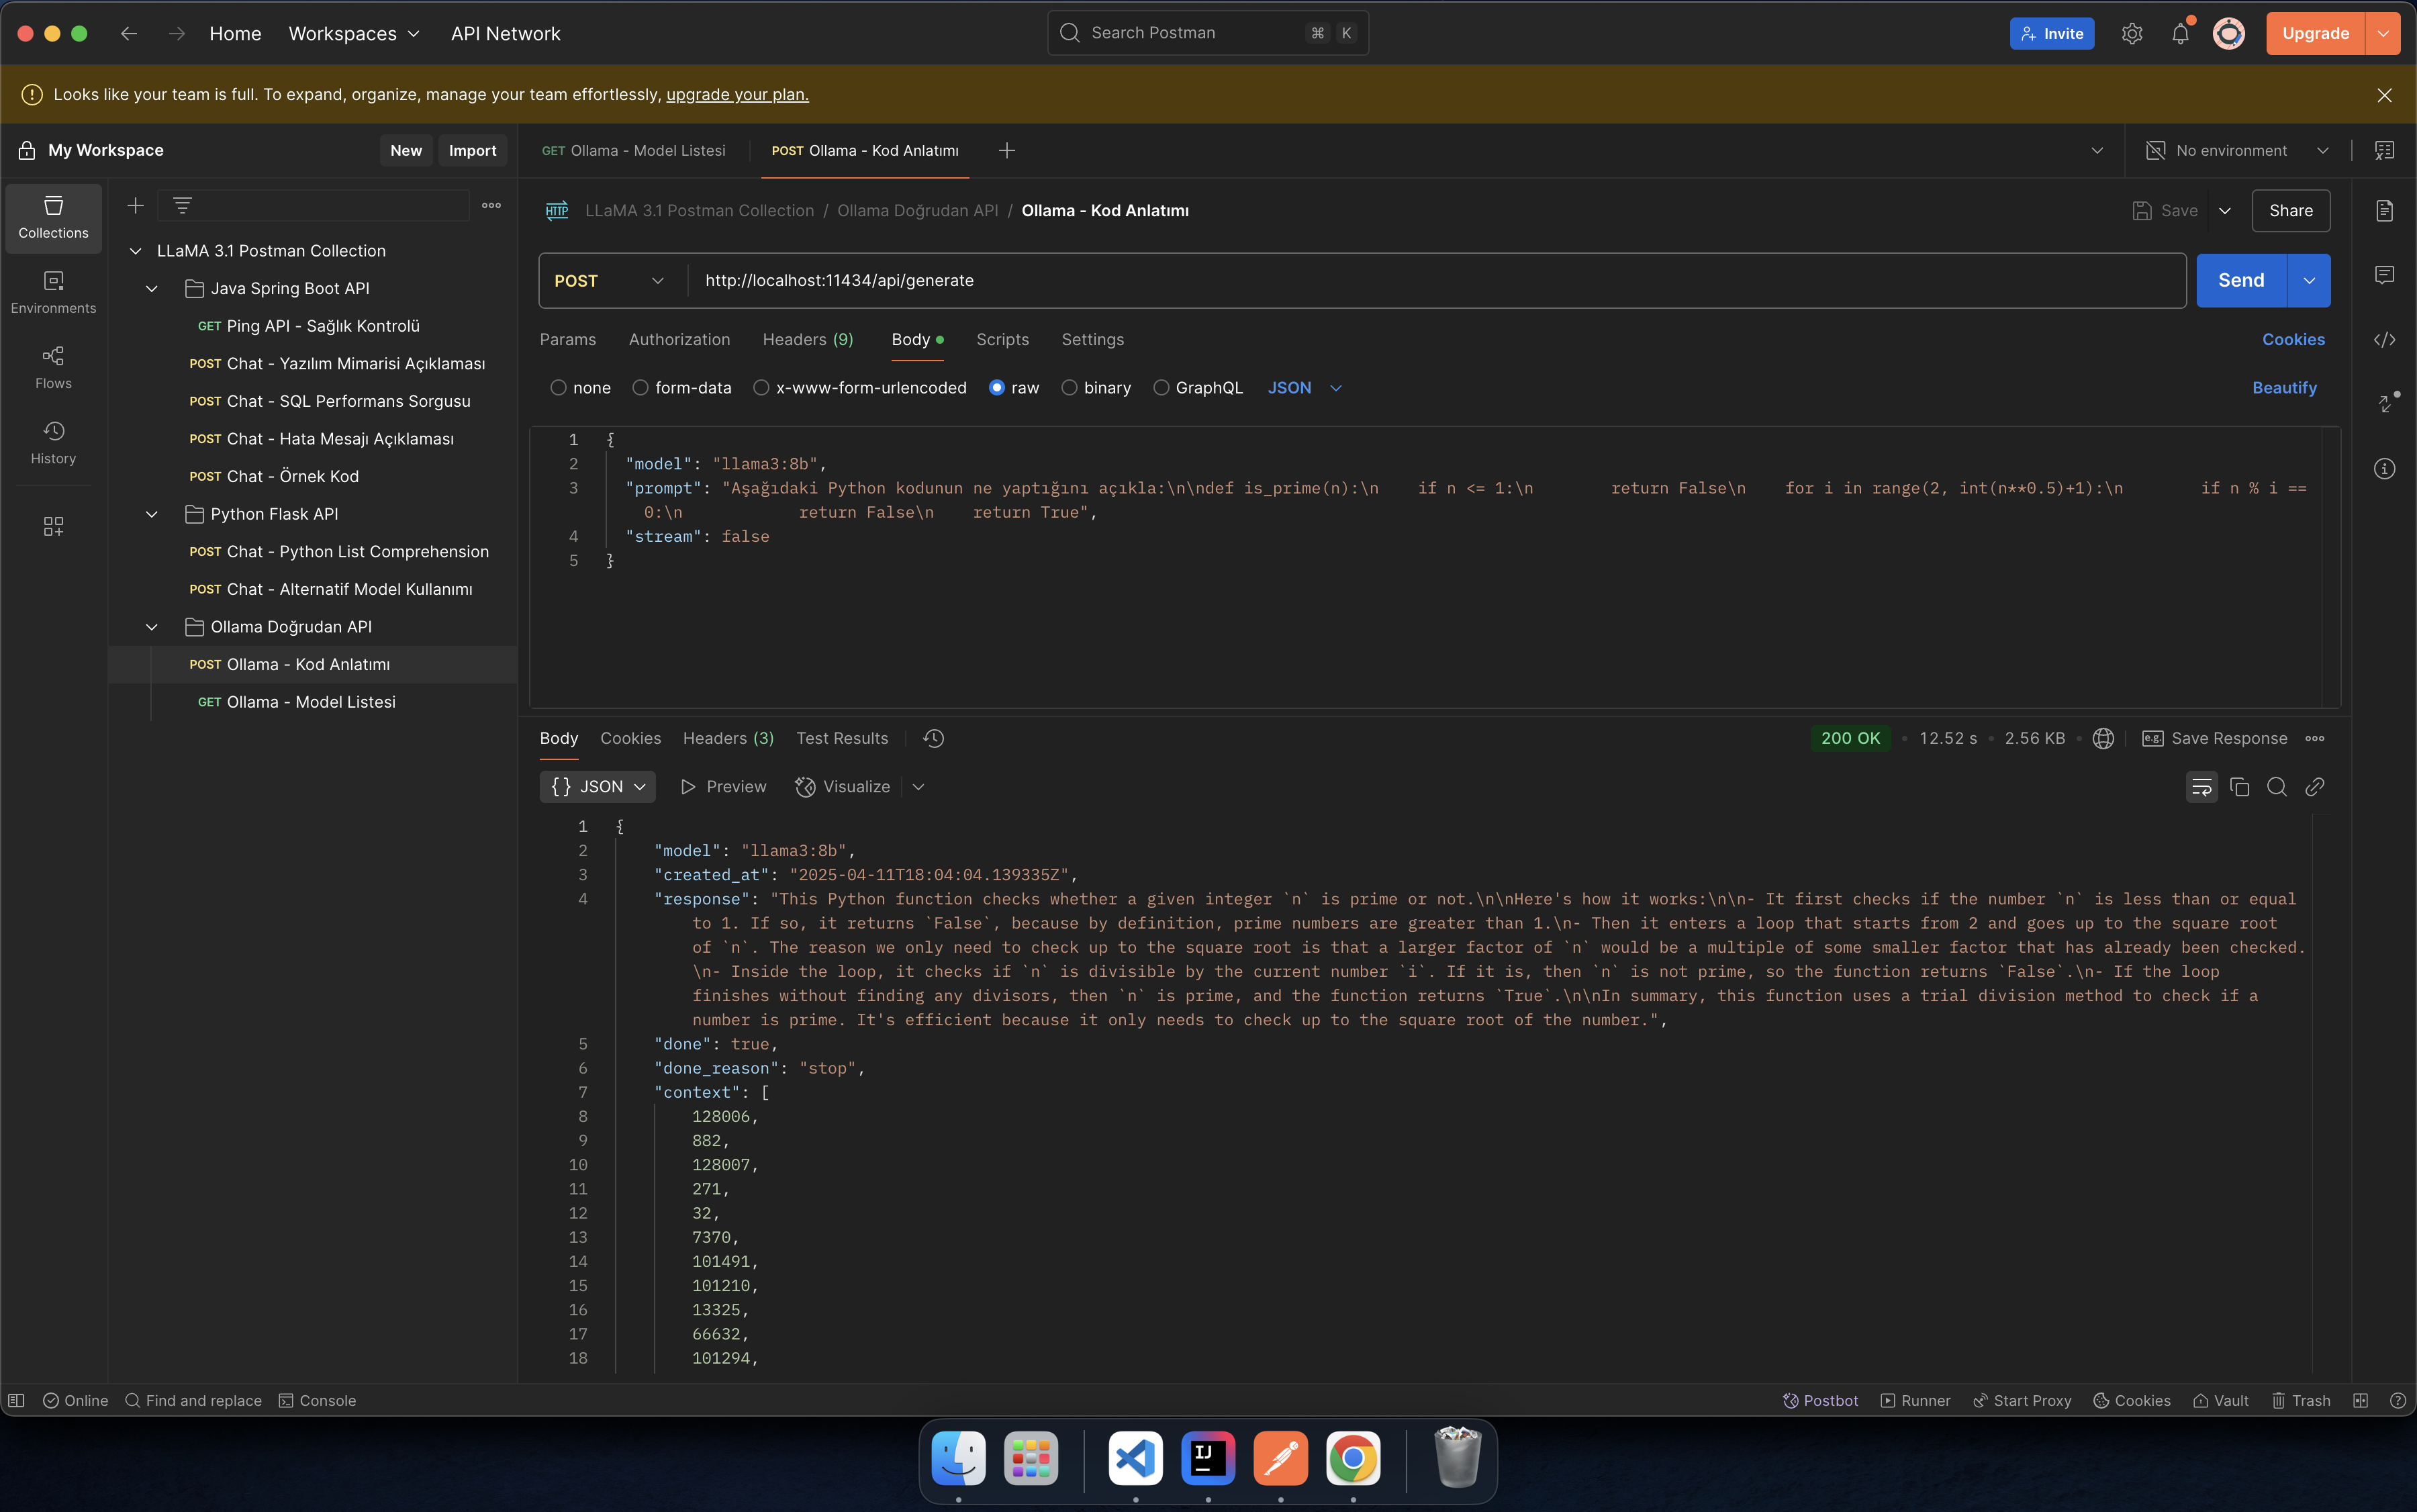 Home Workspaces API Network Search Postman ⌘ K Invite Upgrade
Looks like your team is full. To expand, organize, manage your team effortlessly, upgrade your plan.
My Workspace New Import GET Ollama - Model Listesi POST Ollama - Kod Anlatımı No environment
Collections
Environments
Flows
History
LLaMA 3.1 Postman Collection
Java Spring Boot API
GET Ping API - Sağlık Kontrolü
POST Chat - Yazılım Mimarisi Açıklaması
POST Chat - SQL Performans Sorgusu
POST Chat - Hata Mesajı Açıklaması
POST Chat - Örnek Kod
Python Flask API
POST Chat - Python List Comprehension
POST Chat - Alternatif Model Kullanımı
Ollama Doğrudan API
POST Ollama - Kod Anlatımı
GET Ollama - Model Listesi
HTTP LLaMA 3.1 Postman Collection / Ollama Doğrudan API / Ollama - Kod Anlatımı Save Share
POST http://localhost:11434/api/generate Send
Params Authorization Headers (9) Body Scripts Settings Cookies
none form-data x-www-form-urlencoded raw binary GraphQL JSON Beautify
1 {
2 "model": "llama3:8b",
3 "prompt": "Aşağıdaki Python kodunun ne yaptığını açıkla:\n\ndef is_prime(n):\n    if n <= 1:\n        return False\n    for i in range(2, int(n**0.5)+1):\n        if n % i ==
0:\n            return False\n    return True",
4 "stream": false
5 }
Body Cookies Headers (3) Test Results 200 OK 12.52 s 2.56 KB e.g. Save Response
{} JSON Preview Visualize
1 {
2 "model": "llama3:8b",
3 "created_at": "2025-04-11T18:04:04.139335Z",
4 "response": "This Python function checks whether a given integer `n` is prime or not.\n\nHere's how it works:\n\n- It first checks if the number `n` is less than or equal
to 1. If so, it returns `False`, because by definition, prime numbers are greater than 1.\n- Then it enters a loop that starts from 2 and goes up to the square root
of `n`. The reason we only need to check up to the square root is that a larger factor of `n` would be a multiple of some smaller factor that has already been checked.
\n- Inside the loop, it checks if `n` is divisible by the current number `i`. If it is, then `n` is not prime, so the function returns `False`.\n- If the loop
finishes without finding any divisors, then `n` is prime, and the function returns `True`.\n\nIn summary, this function uses a trial division method to check if a
number is prime. It's efficient because it only needs to check up to the square root of the number.",
5 "done": true,
6 "done_reason": "stop",
7 "context": [
8 128006,
9 882,
10 128007,
11 271,
12 32,
13 7370,
14 101491,
15 101210,
16 13325,
17 66632,
18 101294,
Online Find and replace Console Postbot Runner Start Proxy Cookies Vault Trash
IJ